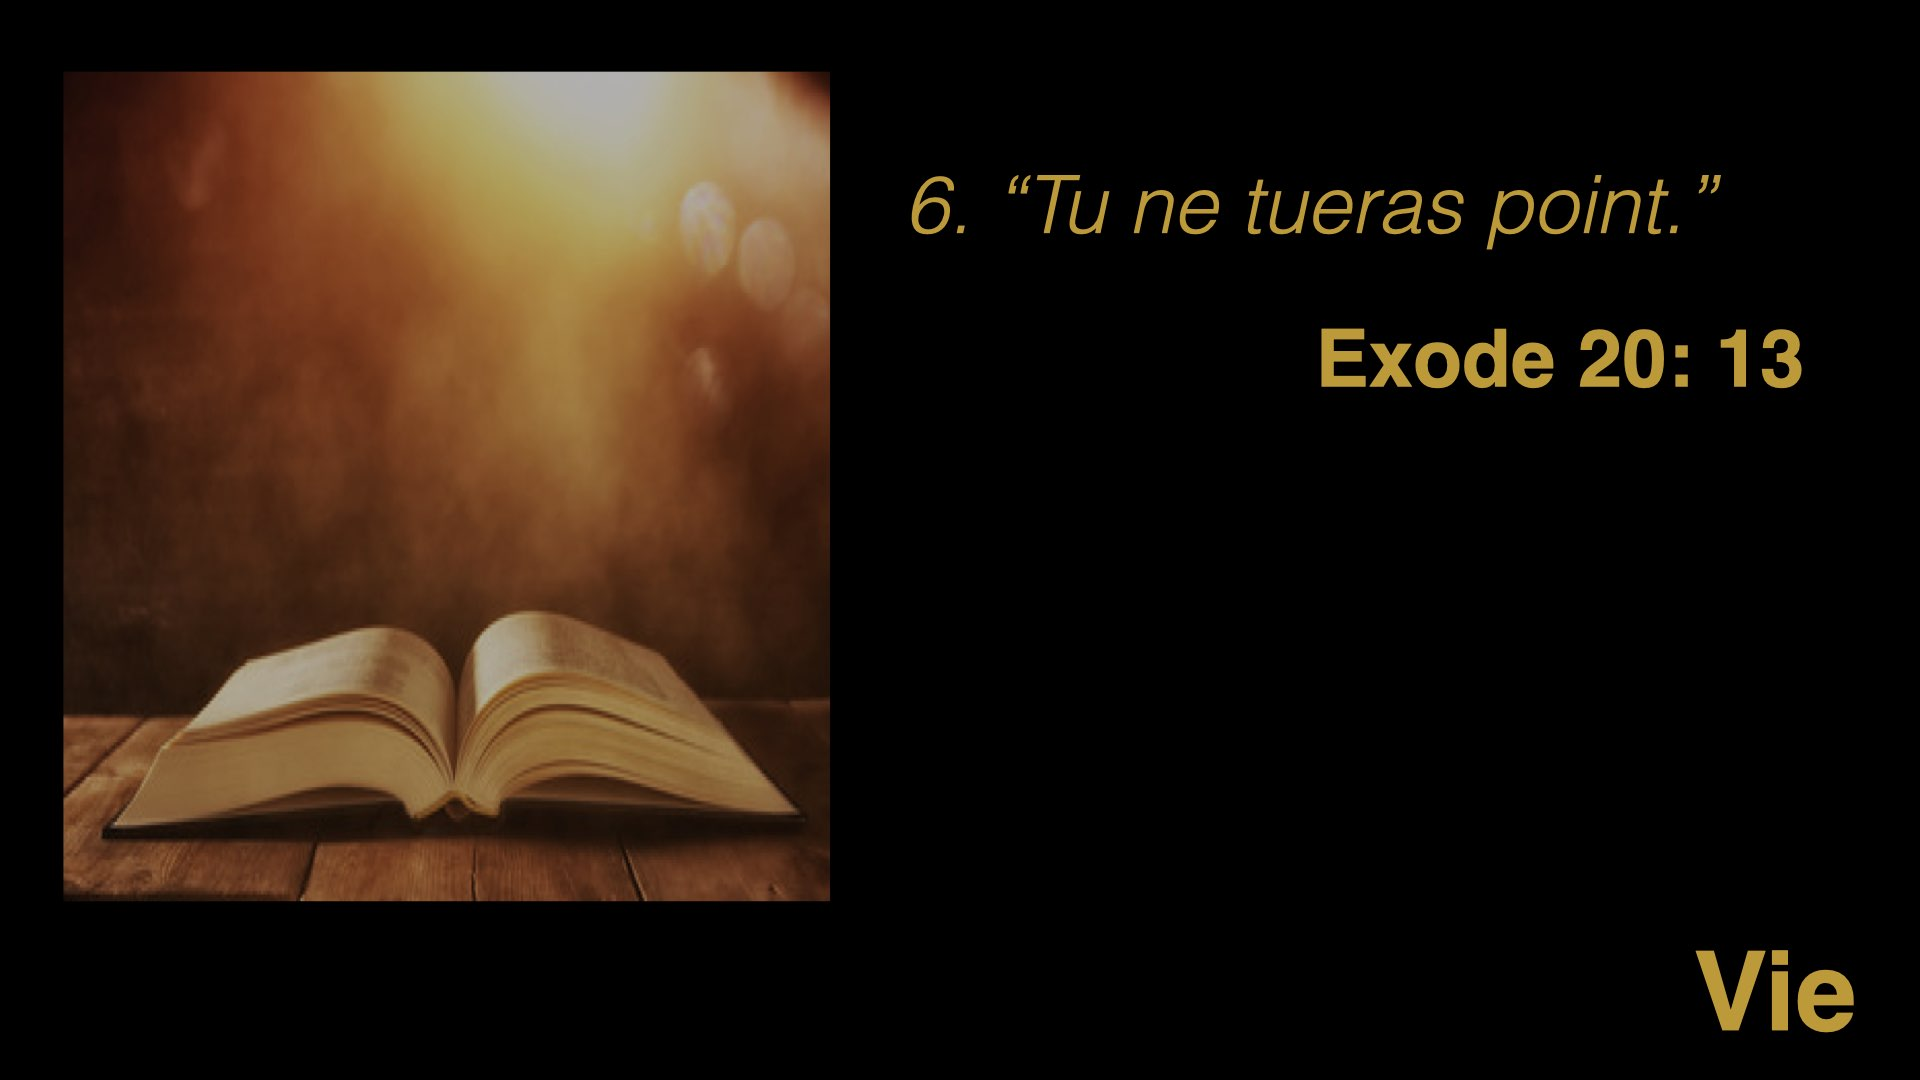 6. “Tu ne tueras point.”
Exode 20: 13
Vie